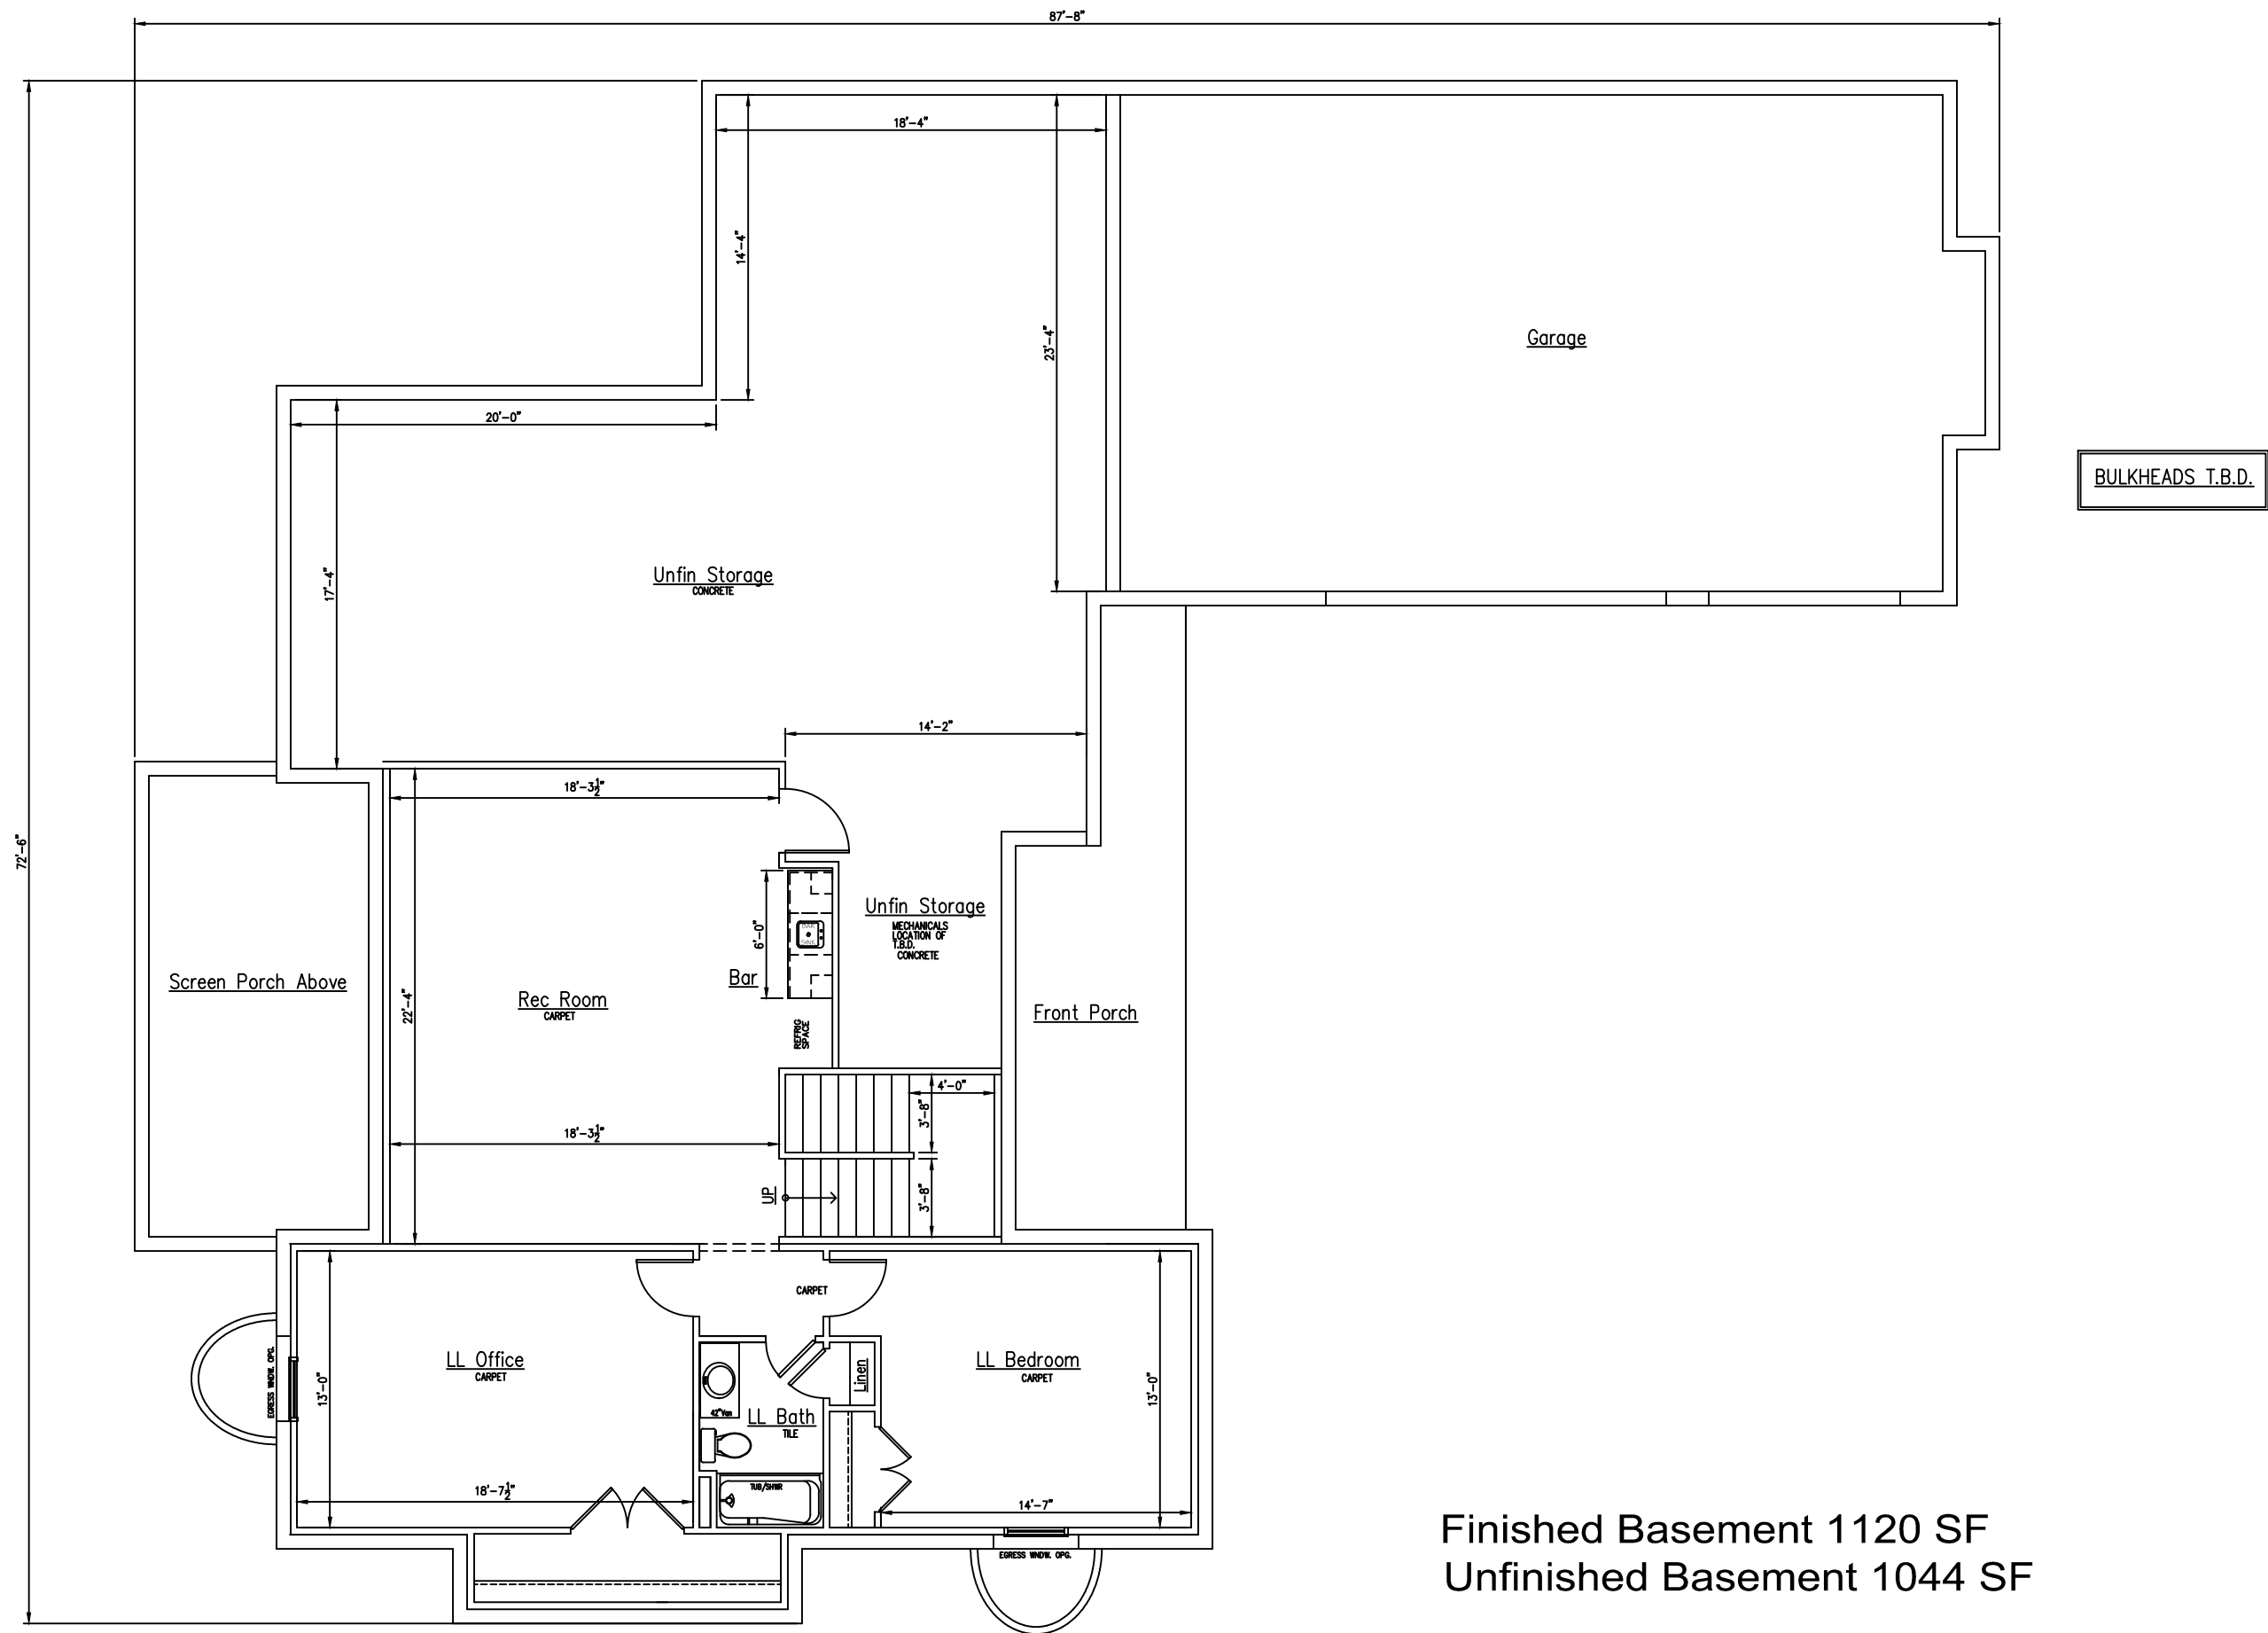 87'-8"
18'-4"
14'-4"
23'-4"
Garage
20'-0"
BULKHEADS T.B.D.
17'-4"
Unfin Storage
CONCRETE
14'-2"
18'-3½"
72'-6"
6'-0"
Unfin Storage
MECHANICALS
LOCATION OF
T.B.D.
CONCRETE
BAR
SINK
Bar
Screen Porch Above
22'-4"
Rec Room
CARPET
Front Porch
REFRIG
SPACE
4'-0"
3'-8"
18'-3½"
UP
3'-8"
CARPET
EGRESS WNDW. OPG.
13'-0"
LL Office
CARPET
Linen
LL Bedroom
CARPET
13'-0"
42"Van
LL Bath
TILE
TUB/SHWR
18'-7½"
14'-7"
EGRESS WNDW. OPG.
Finished Basement 1120 SF
Unfinished Basement 1044 SF